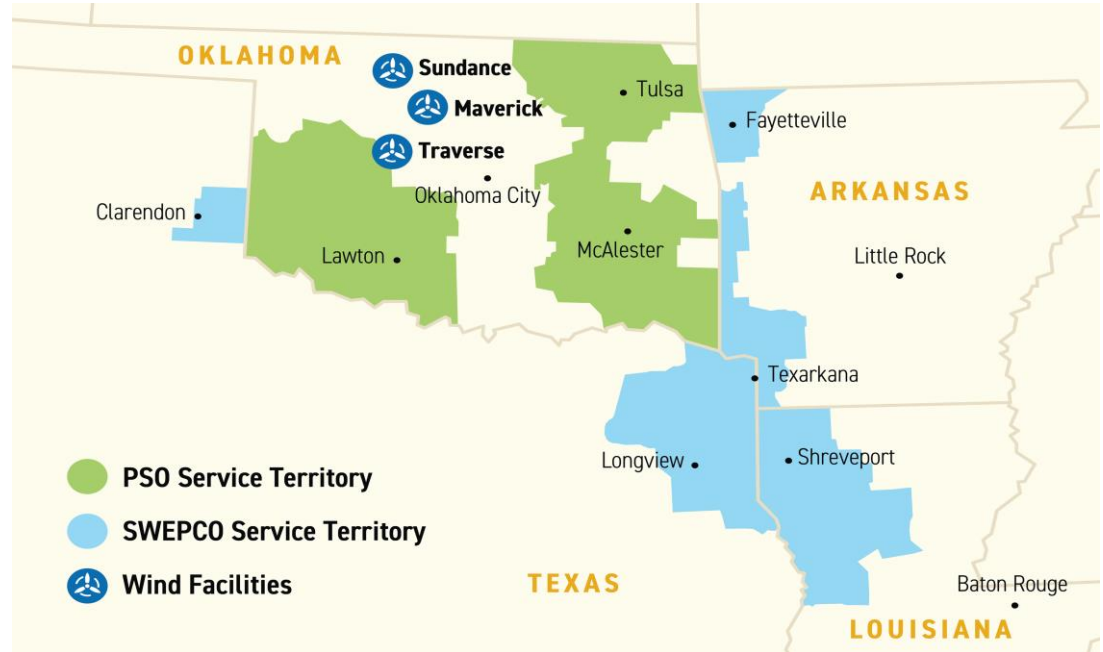 OKLAHOMA
Sundance
Maverick
Traverse
Tulsa
Fayetteville
Oklahoma City
ARKANSAS
Clarendon
Lawton
McAlester
Little Rock
Texarkana
Longview
Shreveport
PSO Service Territory
SWEPCO Service Territory
Wind Facilities
TEXAS
Baton Rouge
LOUISIANA